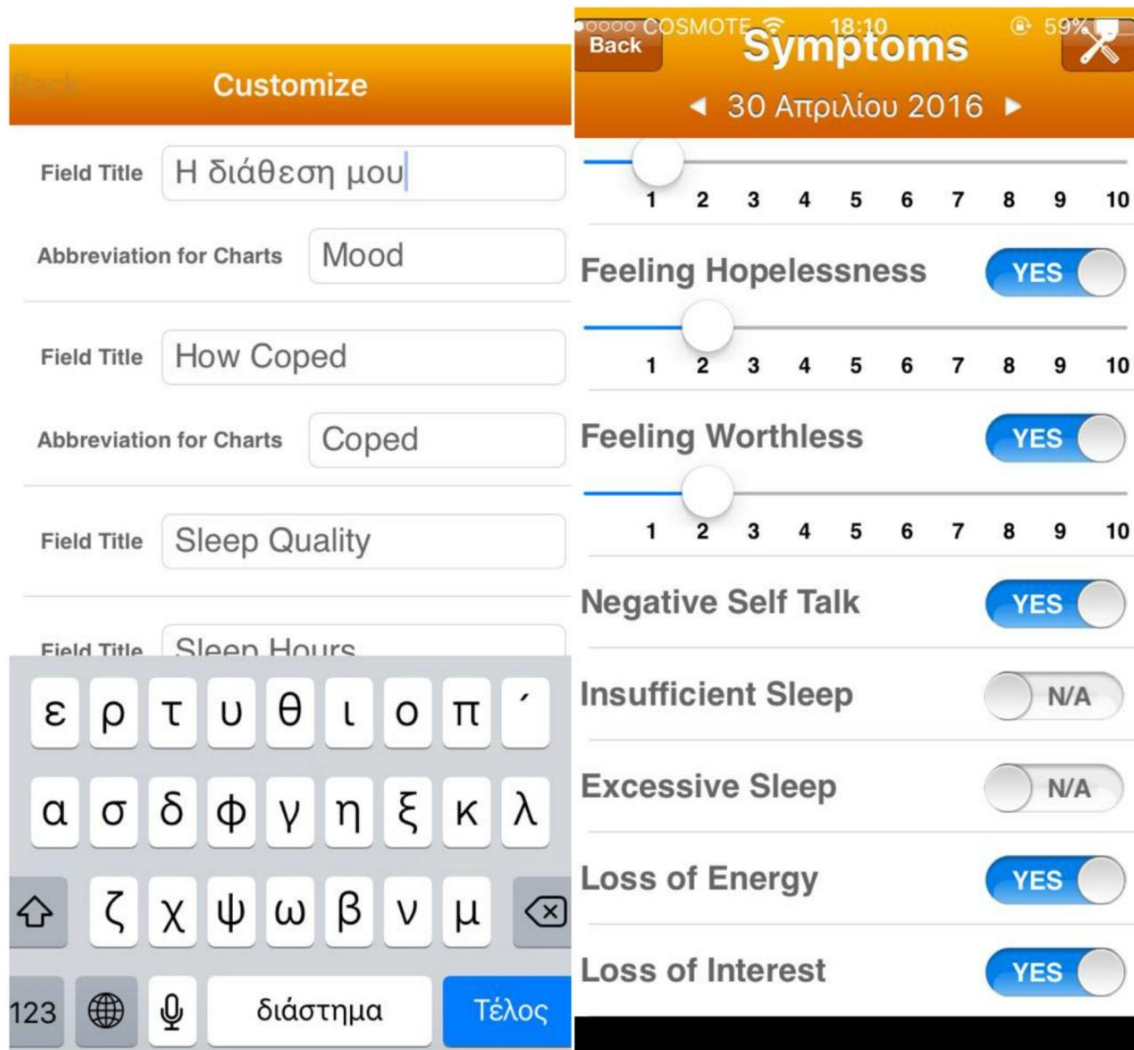 Back
Customize
Field Title Η διάθεση μου
Abbreviation for Charts Mood
Field Title How Coped
Abbreviation for Charts Coped
Field Title Sleep Quality
Field Title Sleep Hours
ε ρ τ υ θ ι ο π ´
α σ δ φ γ η ξ κ λ
ζ χ ψ ω β ν μ
123 διάστημα Τέλος
COSMOTE 18:10 59%
Back Symptoms
30 Απριλίου 2016
1 2 3 4 5 6 7 8 9 10
Feeling Hopelessness YES
1 2 3 4 5 6 7 8 9 10
Feeling Worthless YES
1 2 3 4 5 6 7 8 9 10
Negative Self Talk YES
Insufficient Sleep N/A
Excessive Sleep N/A
Loss of Energy YES
Loss of Interest YES